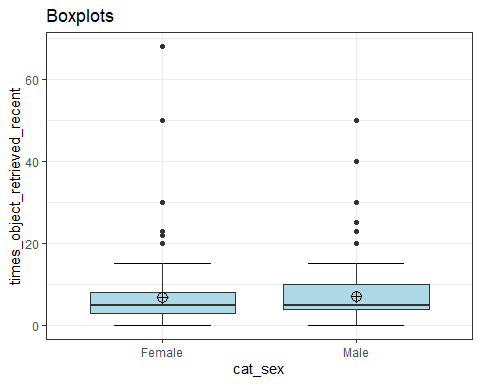 Boxplots
times_object_retrieved_recent
60
40
20
0
Female
Male
cat_sex